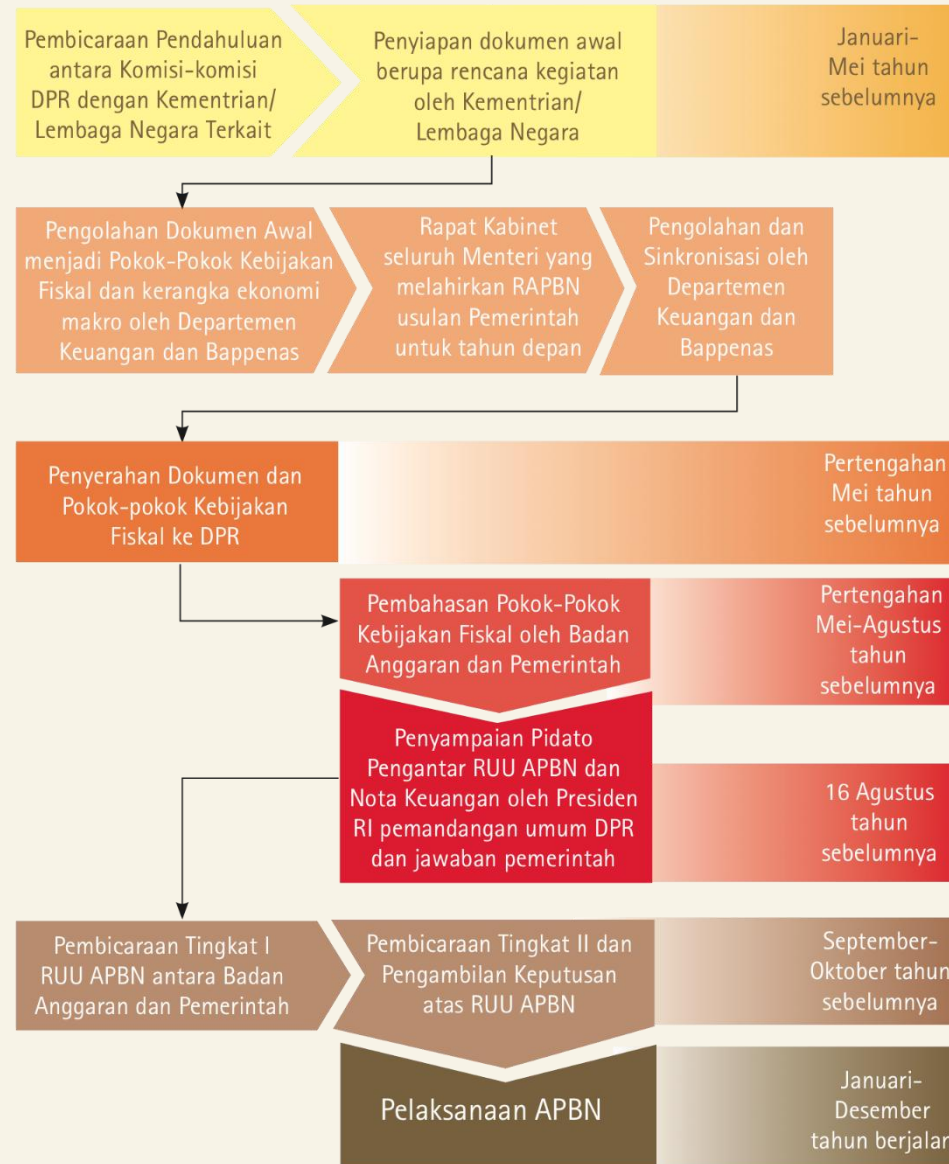 Pembicaraan Pendahuluan
antara Komisi-komisi
DPR dengan Kementrian/
Lembaga Negara Terkait
Penyiapan dokumen awal
berupa rencana kegiatan
oleh Kementrian/
Lembaga Negara
Januari-
Mei tahun
sebelumnya
Pengolahan Dokumen Awal
menjadi Pokok-Pokok Kebijakan
Fiskal dan kerangka ekonomi
makro oleh Departemen
Keuangan dan Bappenas
Rapat Kabinet
seluruh Menteri yang
melahirkan RAPBN
usulan Pemerintah
untuk tahun depan
Pengolahan dan
Sinkronisasi oleh
Departemen
Keuangan dan
Bappenas
Penyerahan Dokumen dan
Pokok-pokok Kebijakan
Fiskal ke DPR
Pertengahan
Mei tahun
sebelumnya
Pembahasan Pokok-Pokok
Kebijakan Fiskal oleh Badan
Anggaran dan Pemerintah
Pertengahan
Mei-Agustus
tahun
sebelumnya
Penyampaian Pidato
Pengantar RUU APBN dan
Nota Keuangan oleh Presiden
RI pemandangan umum DPR
dan jawaban pemerintah
16 Agustus
tahun
sebelumnya
Pembicaraan Tingkat I
RUU APBN antara Badan
Anggaran dan Pemerintah
Pembicaraan Tingkat II dan
Pengambilan Keputusan
atas RUU APBN
September-
Oktober tahun
sebelumnya
Pelaksanaan APBN
Januari-
Desember
tahun berjalan